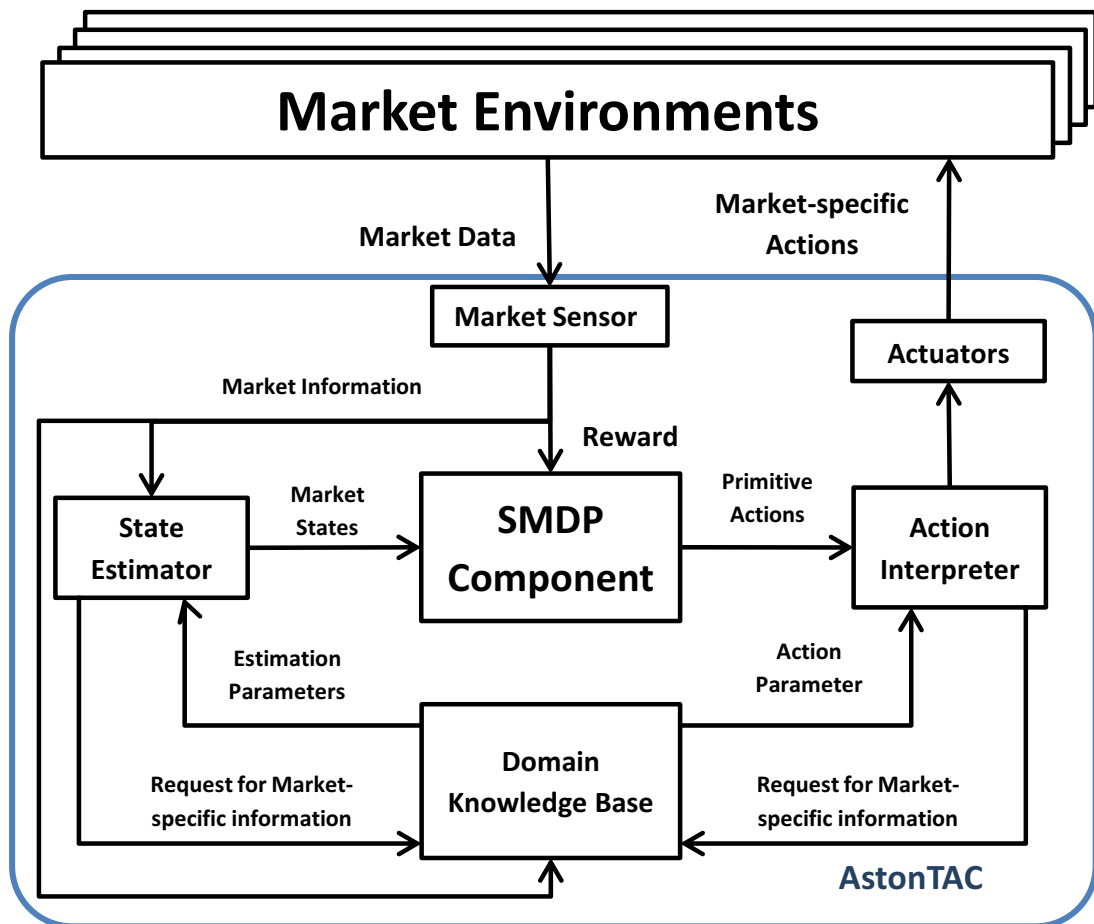 Market Environments
Market Data
Market-specific
Actions
Market Sensor
Actuators
Market Information
Reward
State
Estimator
Market
States
SMDP
Component
Primitive
Actions
Action
Interpreter
Estimation
Parameters
Action
Parameter
Domain
Knowledge Base
Request for Market-
specific information
Request for Market-
specific information
AstonTAC